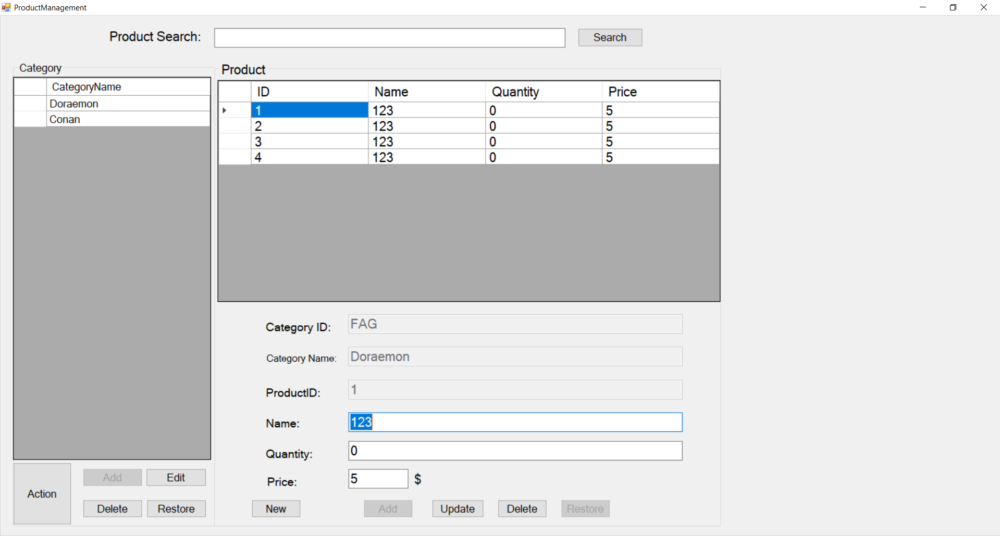 ProductManagement
Product Search:
Search
Category
CategoryName
Doraemon
Conan
Product
ID Name Quantity Price
1 123 0 5
2 123 0 5
3 123 0 5
4 123 0 5
Category ID: FAG
Category Name: Doraemon
ProductID: 1
Name: 123
Quantity: 0
Price: 5 $
Action
Add Edit
Delete Restore
New Add Update Delete Restore